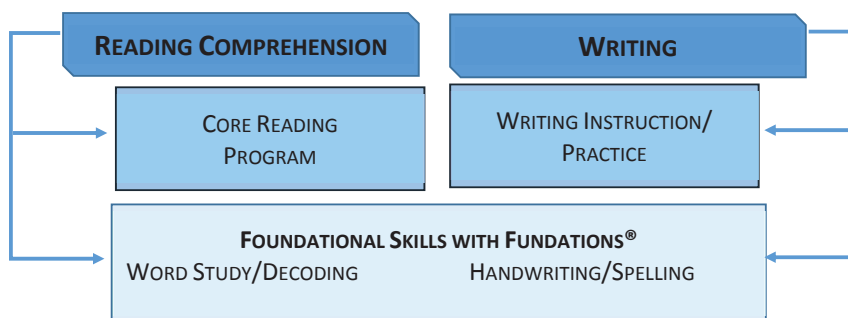 READING COMPREHENSION
WRITING
CORE READING
PROGRAM
WRITING INSTRUCTION/
PRACTICE
FOUNDATIONAL SKILLS WITH FUNDATIONS®
WORD STUDY/DECODING
HANDWRITING/SPELLING